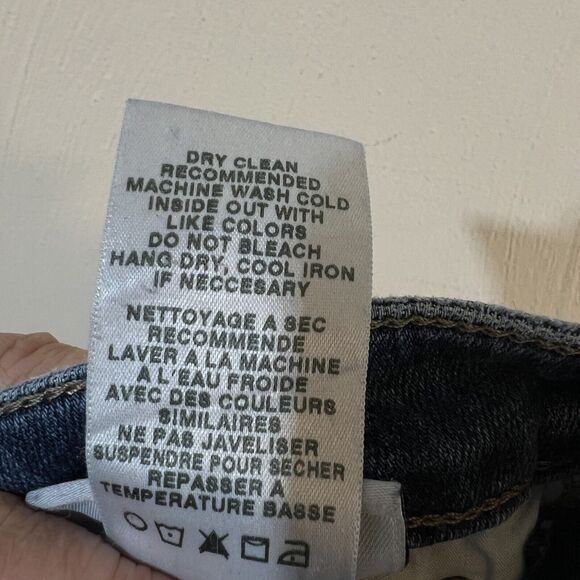 DRY CLEAN
RECOMMENDED
MACHINE WASH COLD
INSIDE OUT WITH
LIKE COLORS
DO NOT BLEACH
HANG DRY, COOL IRON
IF NECCESARY
NETTOYAGE A SEC
RECOMMENDE
LAVER A LA MACHINE
A L'EAU FROIDE
AVEC DES COULEURS
SIMILAIRES
NE PAS JAVELISER
SUSPENDRE POUR SECHER
REPASSER A
TEMPERATURE BASSE